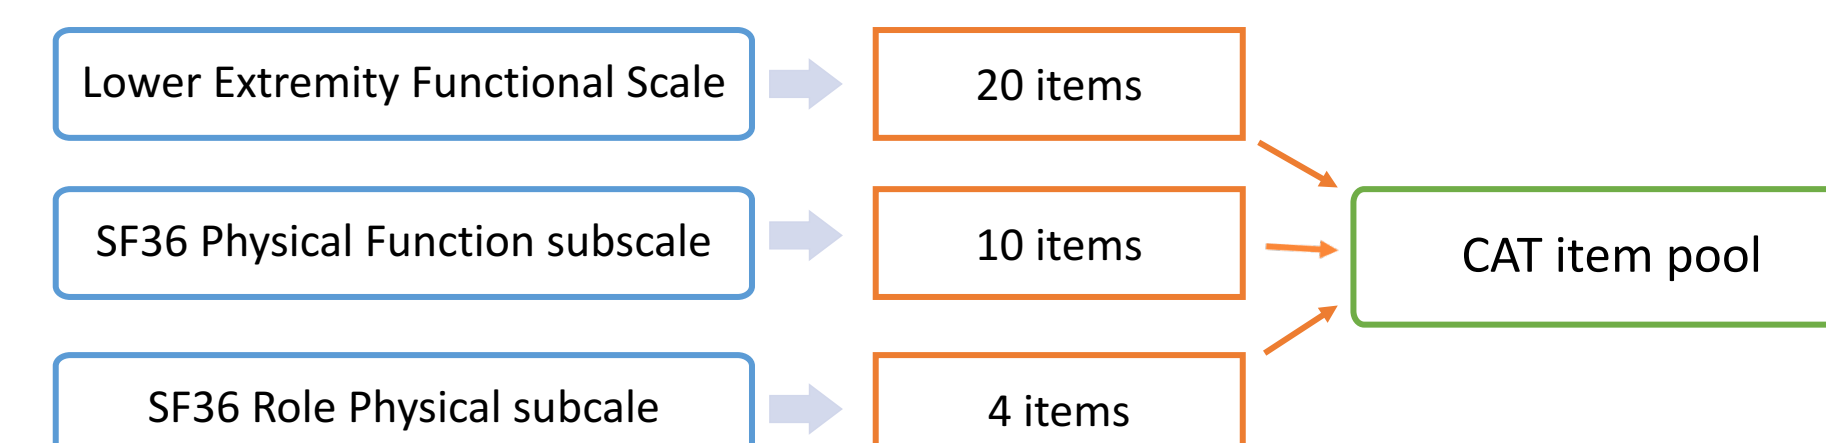 Lower Extremity Functional Scale
20 items
SF36 Physical Function subscale
10 items
CAT item pool
SF36 Role Physical subcale
4 items